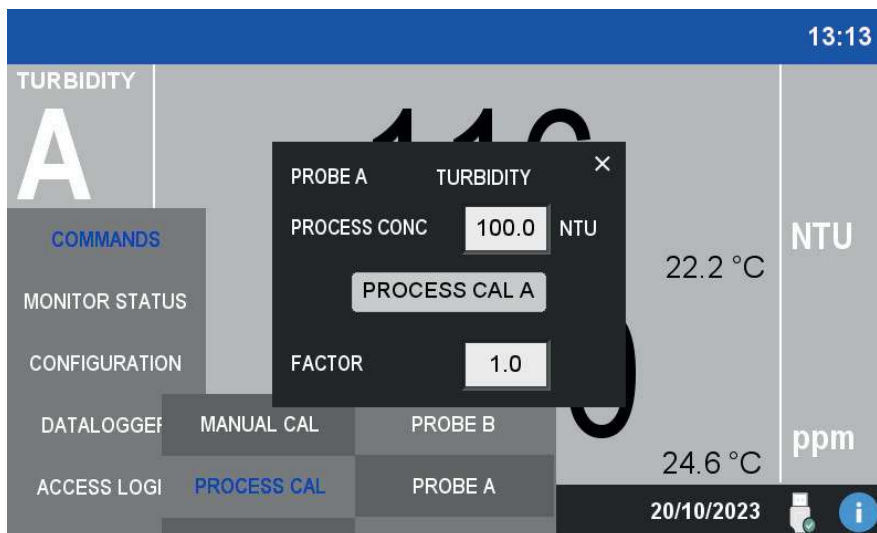 13:13
TURBIDITY
A
PROBE A TURBIDITY ×
PROCESS CONC 100.0 NTU
PROCESS CAL A
FACTOR 1.0
COMMANDS
MONITOR STATUS
CONFIGURATION
DATALOGGER
ACCESS LOGI
MANUAL CAL
PROCESS CAL
PROBE B
PROBE A
NTU
22.2 °C
ppm
24.6 °C
20/10/2023
i